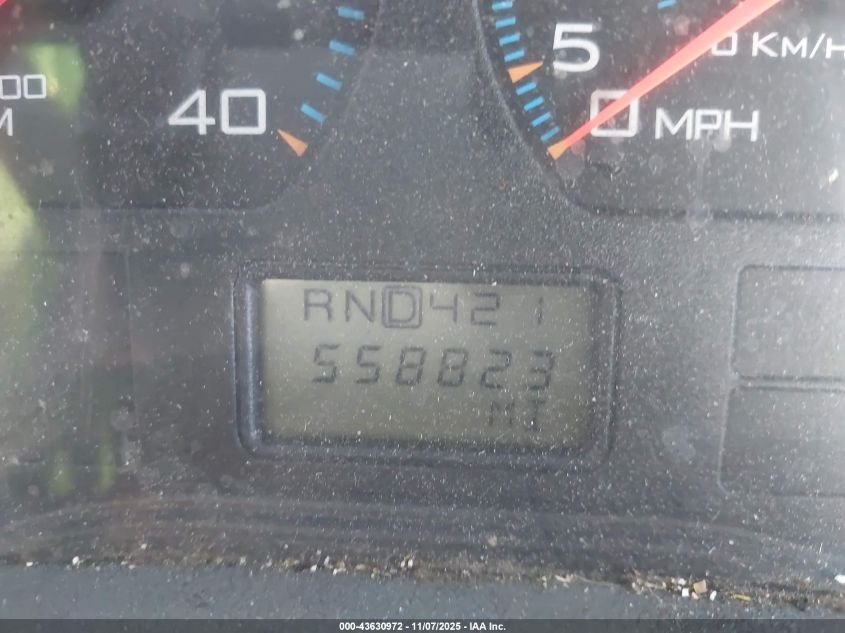 00
M
40
5
0 KM/H
0 MPH
RND421
558823
MI
000-43630972 - 11/07/2025 - IAA Inc.